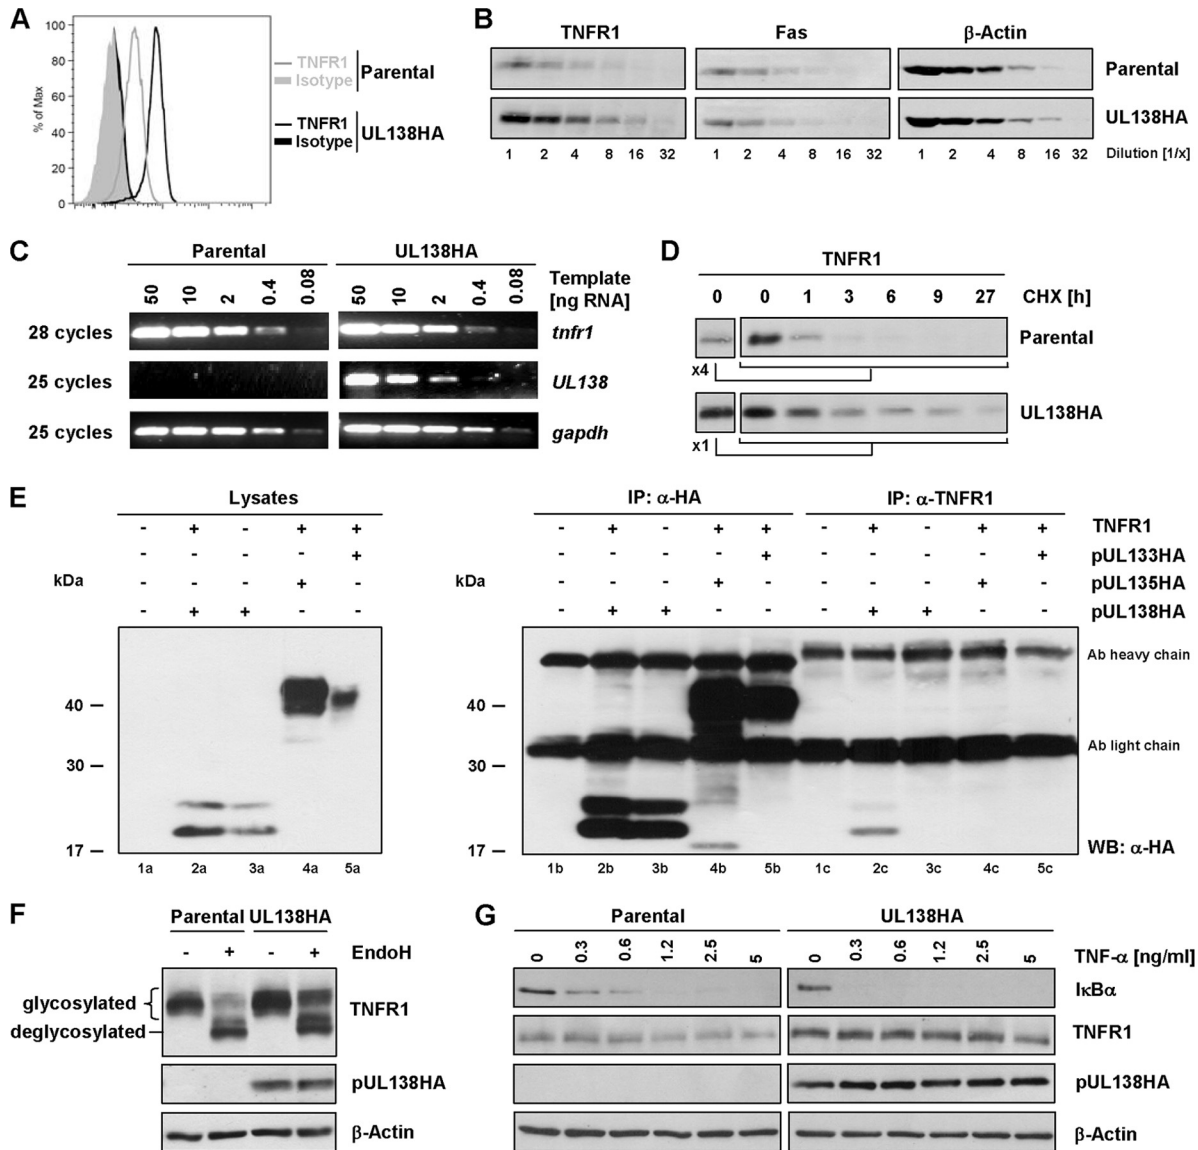 A
% of Max
100
80
60
40
20
0
TNFR1
Isotype
Parental
TNFR1
Isotype
UL138HA
B
TNFR1 Fas β-Actin
Parental
UL138HA
1 2 4 8 16 32 1 2 4 8 16 32 1 2 4 8 16 32 Dilution [1/x]
C
Parental UL138HA
50 10 2 0.4 0.08 50 10 2 0.4 0.08 Template
[ng RNA]
28 cycles tnfr1
25 cycles UL138
25 cycles gapdh
D
TNFR1
0 0 1 3 6 9 27 CHX [h]
Parental
x4
UL138HA
x1
E
Lysates IP: α-HA IP: α-TNFR1
- + - + + - + - + + - + - + + TNFR1
- - - - + - - - - + - - - - + pUL133HA
kDa - - - + - kDa - - - + - - - - + - pUL135HA
- + + - - - + + - - - + + - - pUL138HA
Ab heavy chain
40 40
Ab light chain
30 30
17 17 WB: α-HA
1a 2a 3a 4a 5a 1b 2b 3b 4b 5b 1c 2c 3c 4c 5c
F
Parental UL138HA
- + - + EndoH
glycosylated TNFR1
deglycosylated
pUL138HA
β-Actin
G
Parental UL138HA
0 0.3 0.6 1.2 2.5 5 0 0.3 0.6 1.2 2.5 5 TNF-α [ng/ml]
IκBα
TNFR1
pUL138HA
β-Actin